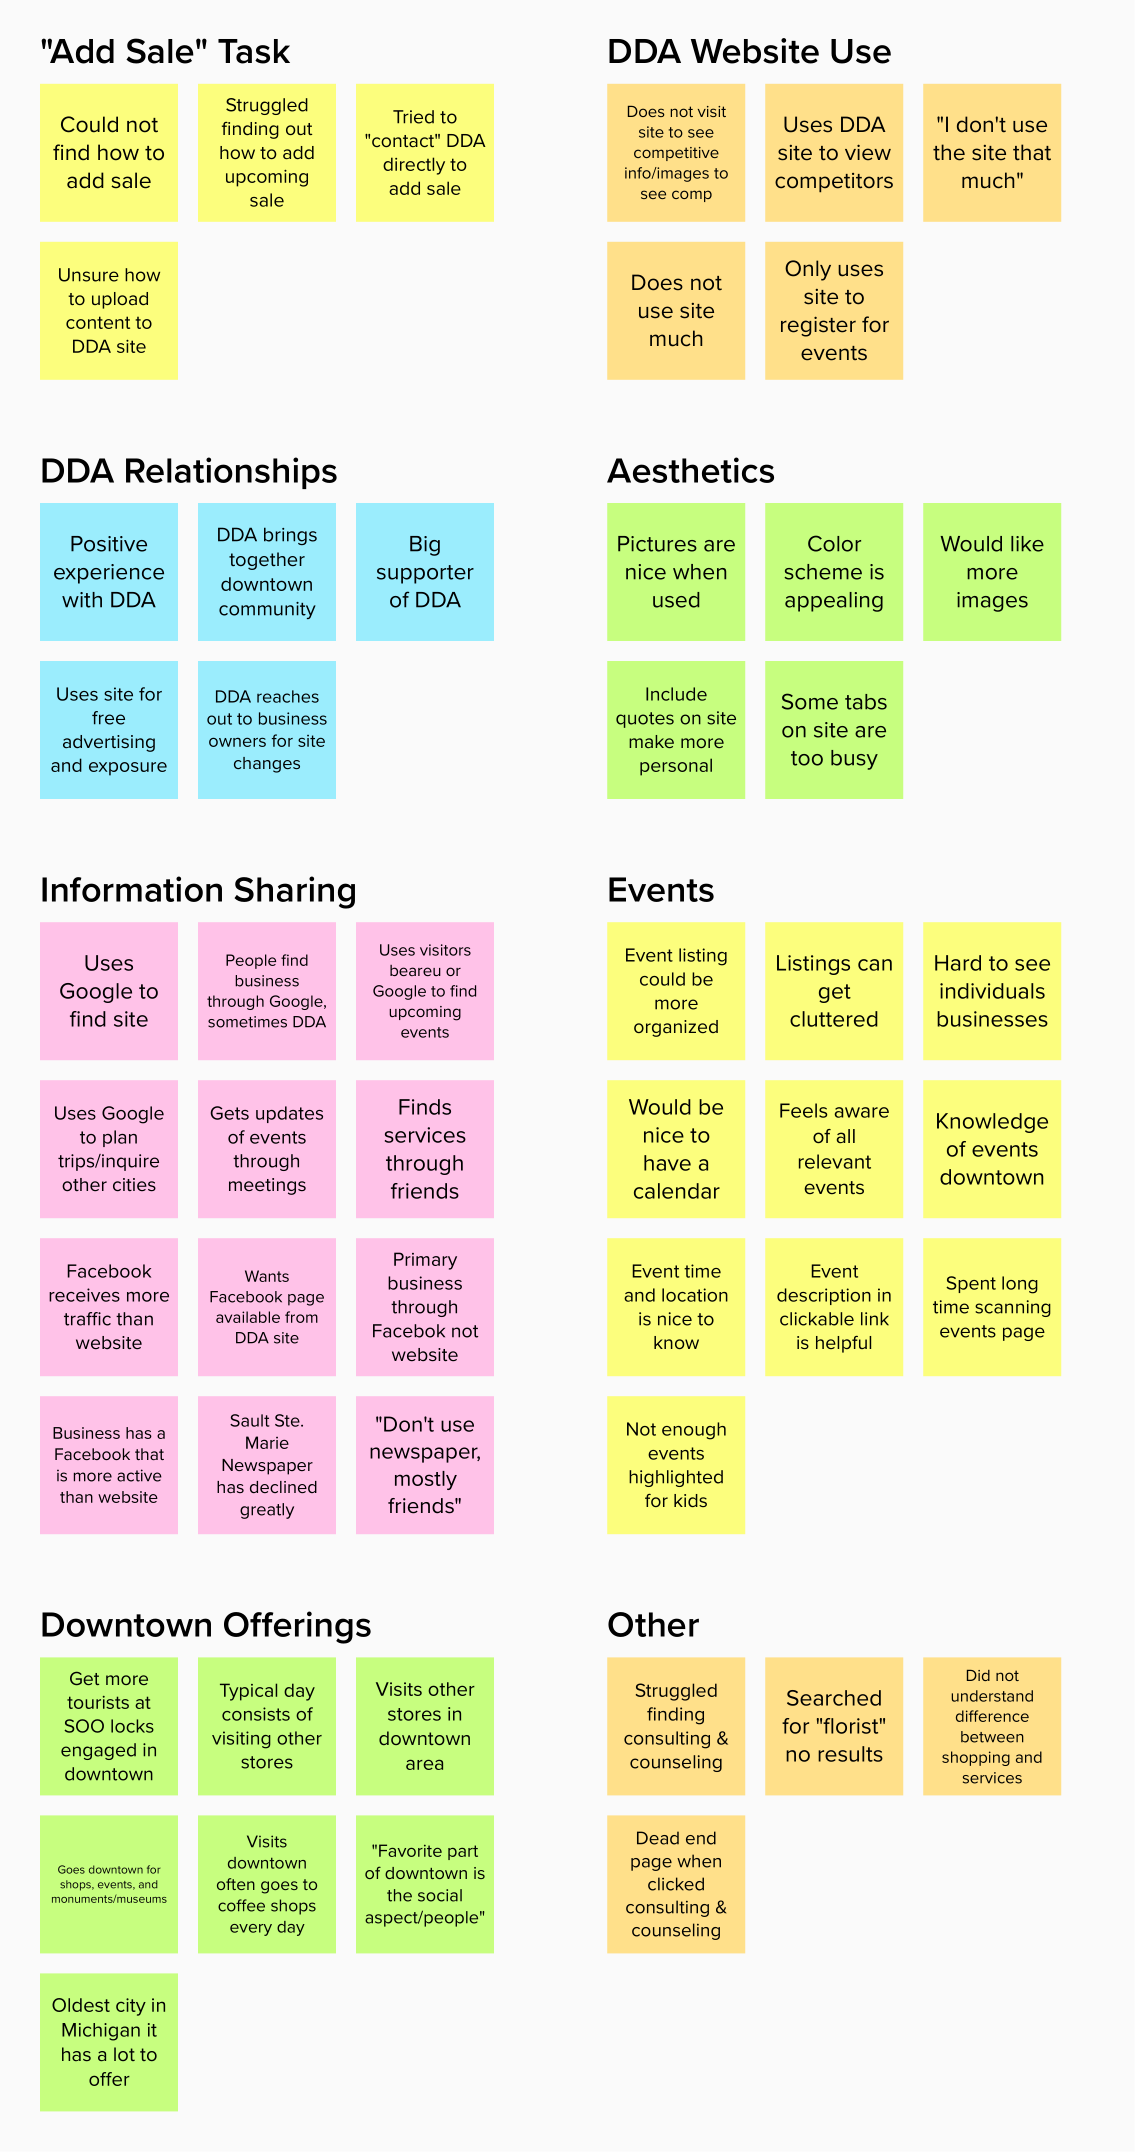 "Add Sale" Task
Could not
find how to
add sale
Struggled
finding out
how to add
upcoming
sale
Tried to
"contact" DDA
directly to
add sale
Unsure how
to upload
content to
DDA site
DDA Website Use
Does not visit
site to see
competitive
info/images to
see comp
Uses DDA
site to view
competitors
"I don't use
the site that
much"
Does not
use site
much
Only uses
site to
register for
events
DDA Relationships
Positive
experience
with DDA
DDA brings
together
downtown
community
Big
supporter
of DDA
Uses site for
free
advertising
and exposure
DDA reaches
out to business
owners for site
changes
Aesthetics
Pictures are
nice when
used
Color
scheme is
appealing
Would like
more
images
Include
quotes on site
make more
personal
Some tabs
on site are
too busy
Information Sharing
Uses
Google to
find site
People find
business
through Google,
sometimes DDA
Uses visitors
beareu or
Google to find
upcoming
events
Uses Google
to plan
trips/inquire
other cities
Gets updates
of events
through
meetings
Finds
services
through
friends
Facebook
receives more
traffic than
website
Wants
Facebook page
available from
DDA site
Primary
business
through
Facebok not
website
Business has a
Facebook that
is more active
than website
Sault Ste.
Marie
Newspaper
has declined
greatly
"Don't use
newspaper,
mostly
friends"
Events
Event listing
could be
more
organized
Listings can
get
cluttered
Hard to see
individuals
businesses
Would be
nice to
have a
calendar
Feels aware
of all
relevant
events
Knowledge
of events
downtown
Event time
and location
is nice to
know
Event
description in
clickable link
is helpful
Spent long
time scanning
events page
Not enough
events
highlighted
for kids
Downtown Offerings
Get more
tourists at
SOO locks
engaged in
downtown
Typical day
consists of
visiting other
stores
Visits other
stores in
downtown
area
Goes downtown for
shops, events, and
monuments/museums
Visits
downtown
often goes to
coffee shops
every day
"Favorite part
of downtown is
the social
aspect/people"
Oldest city in
Michigan it
has a lot to
offer
Other
Struggled
finding
consulting &
counseling
Searched
for "florist"
no results
Did not
understand
difference
between
shopping and
services
Dead end
page when
clicked
consulting &
counseling